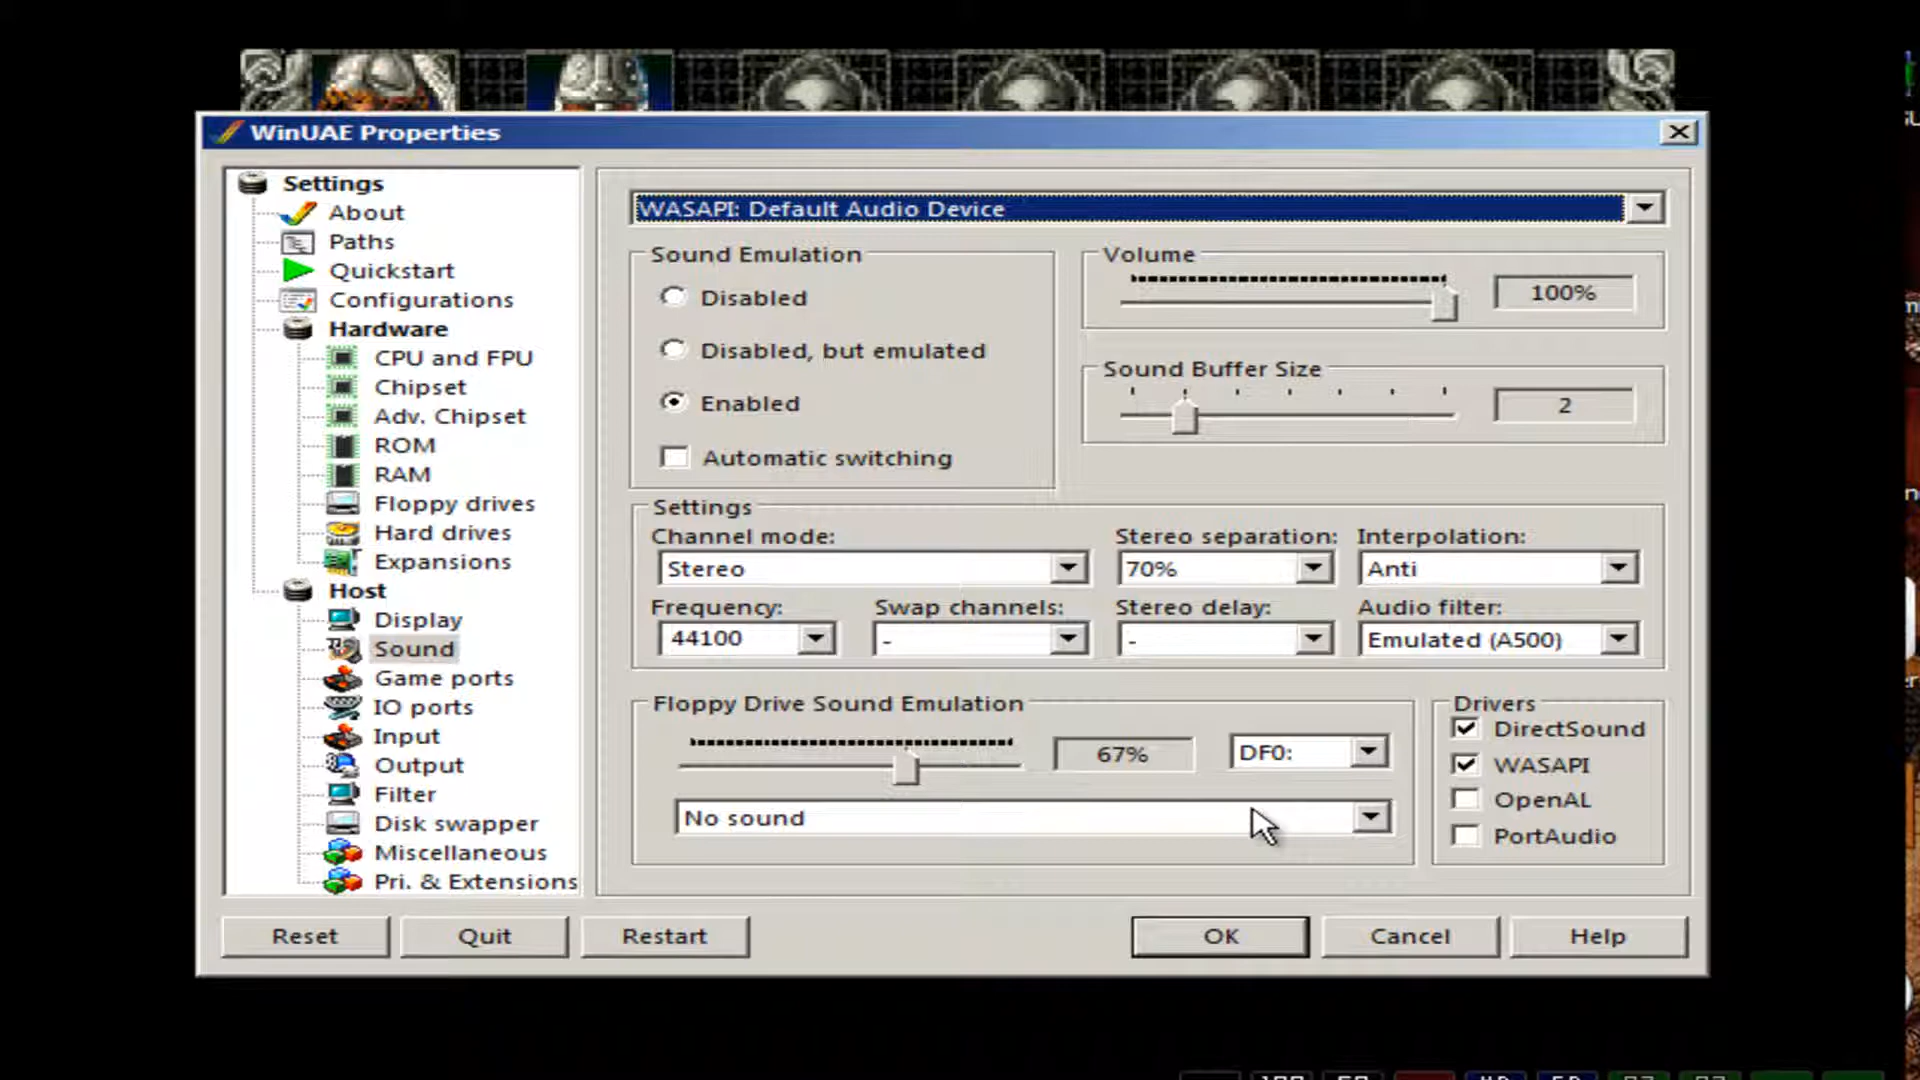 WinUAE Properties
Settings
About
Paths
Quickstart
Configurations
Hardware
CPU and FPU
Chipset
Adv. Chipset
ROM
RAM
Floppy drives
Hard drives
Expansions
Host
Display
Sound
Game ports
IO ports
Input
Output
Filter
Disk swapper
Miscellaneous
Pri. & Extensions
WASAPI: Default Audio Device
Sound Emulation
Disabled
Disabled, but emulated
Enabled
Automatic switching
Volume
100%
Sound Buffer Size
2
Settings
Channel mode: Stereo separation: Interpolation:
Stereo 70% Anti
Frequency: Swap channels: Stereo delay: Audio filter:
44100 - - Emulated (A500)
Floppy Drive Sound Emulation
67% DF0:
No sound
Drivers
DirectSound
WASAPI
OpenAL
PortAudio
Reset Quit Restart OK Cancel Help